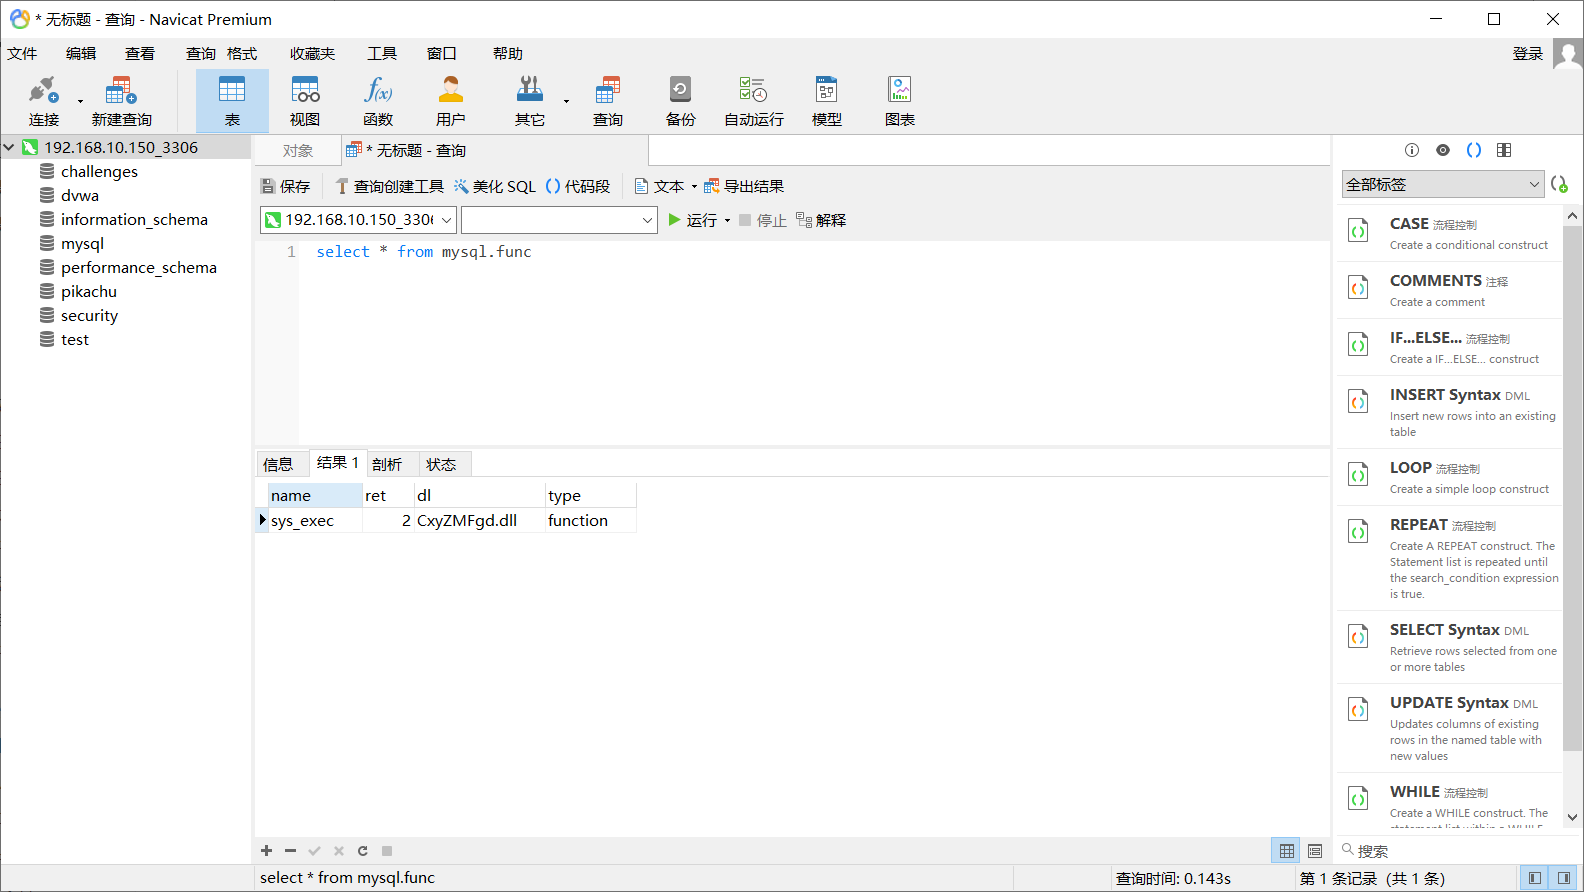 * 无标题 - 查询 - Navicat Premium
文件 编辑 查看 查询 格式 收藏夹 工具 窗口 帮助 登录
连接 新建查询 表 视图 函数 用户 其它 查询 备份 自动运行 模型 图表
192.168.10.150_3306
challenges
dvwa
information_schema
mysql
performance_schema
pikachu
security
test
对象 * 无标题 - 查询
保存 查询创建工具 美化 SQL 代码段 文本 导出结果
192.168.10.150_330 运行 停止 解释
1 select * from mysql.func
信息 结果 1 剖析 状态
name ret dl type
sys_exec 2 CxyZMFgd.dll function
全部标签
CASE 流程控制
Create a conditional construct
COMMENTS 注释
Create a comment
IF...ELSE... 流程控制
Create a IF...ELSE... construct
INSERT Syntax DML
Insert new rows into an existing
table
LOOP 流程控制
Create a simple loop construct
REPEAT 流程控制
Create A REPEAT construct. The
Statement list is repeated until
the search_condition expression
is true.
SELECT Syntax DML
Retrieve rows selected from one
or more tables
UPDATE Syntax DML
Updates columns of existing
rows in the named table with
new values
WHILE 流程控制
Create a WHILE construct. The
statement list within a WHILE
搜索
select * from mysql.func 查询时间: 0.143s 第 1 条记录 (共 1 条)